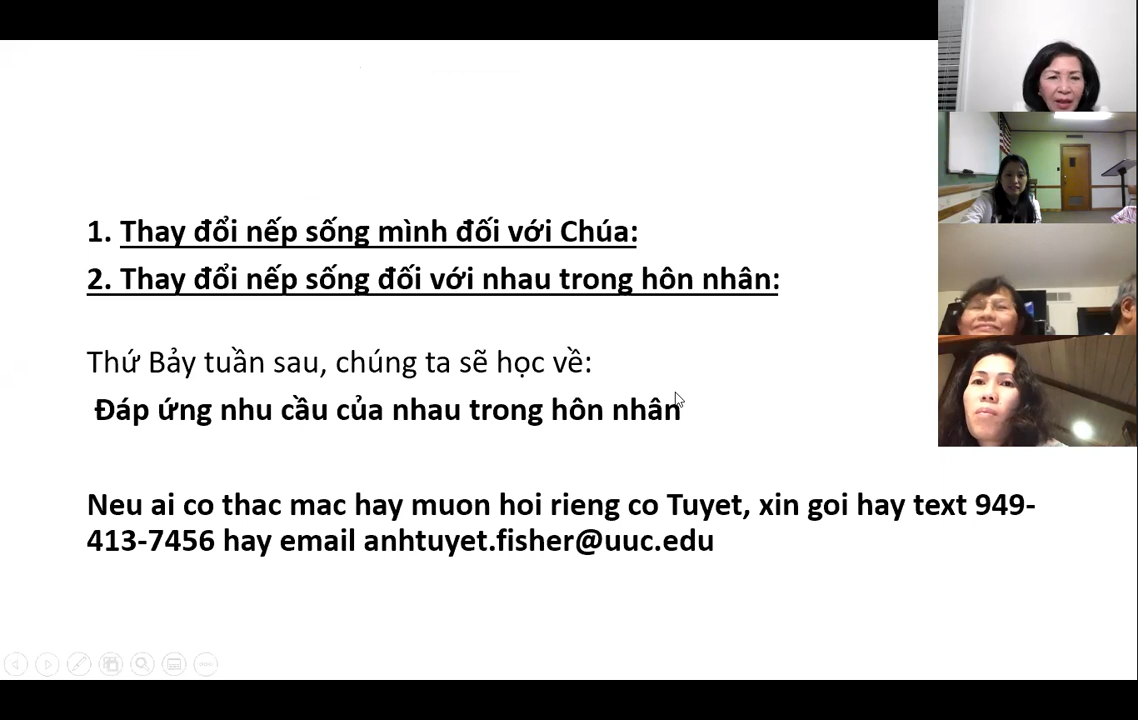 1. Thay đổi nếp sống mình đối với Chúa:
2. Thay đổi nếp sống đối với nhau trong hôn nhân:
Thứ Bảy tuần sau, chúng ta sẽ học về:
Đáp ứng nhu cầu của nhau trong hôn nhân
Neu ai co thac mac hay muon hoi rieng co Tuyet, xin goi hay text 949-
413-7456 hay email anhtuyet.fisher@uuc.edu